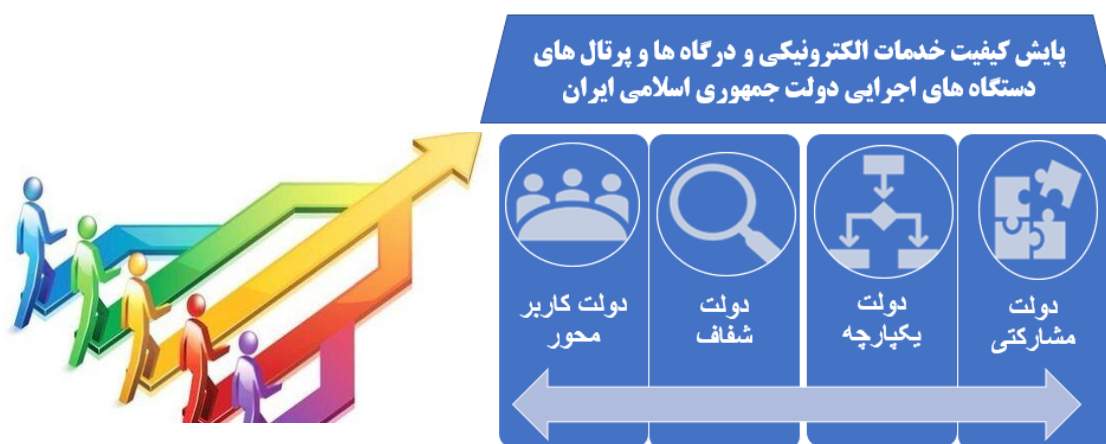 پایش کیفیت خدمات الکترونیکی و درگاه ها و پرتال های
دستگاه های اجرایی دولت جمهوری اسلامی ایران
دولت
مشارکتی
دولت
یکپارچه
دولت
شفاف
دولت کاربر
محور